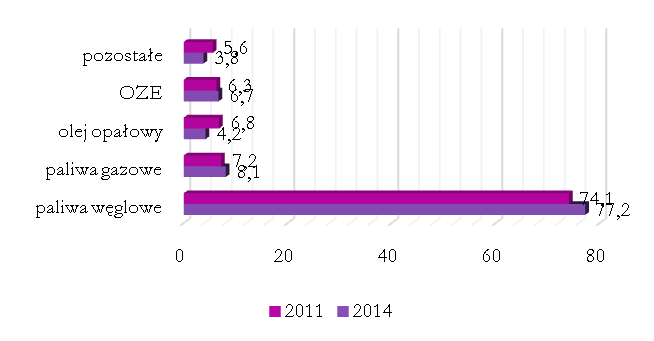 pozostałe 5,6
3,8
OZE 6,3
6,7
olej opałowy 6,8
4,2
paliwa gazowe 7,2
8,1
paliwa węglowe 74,1
77,2
0 20 40 60 80
2011 2014